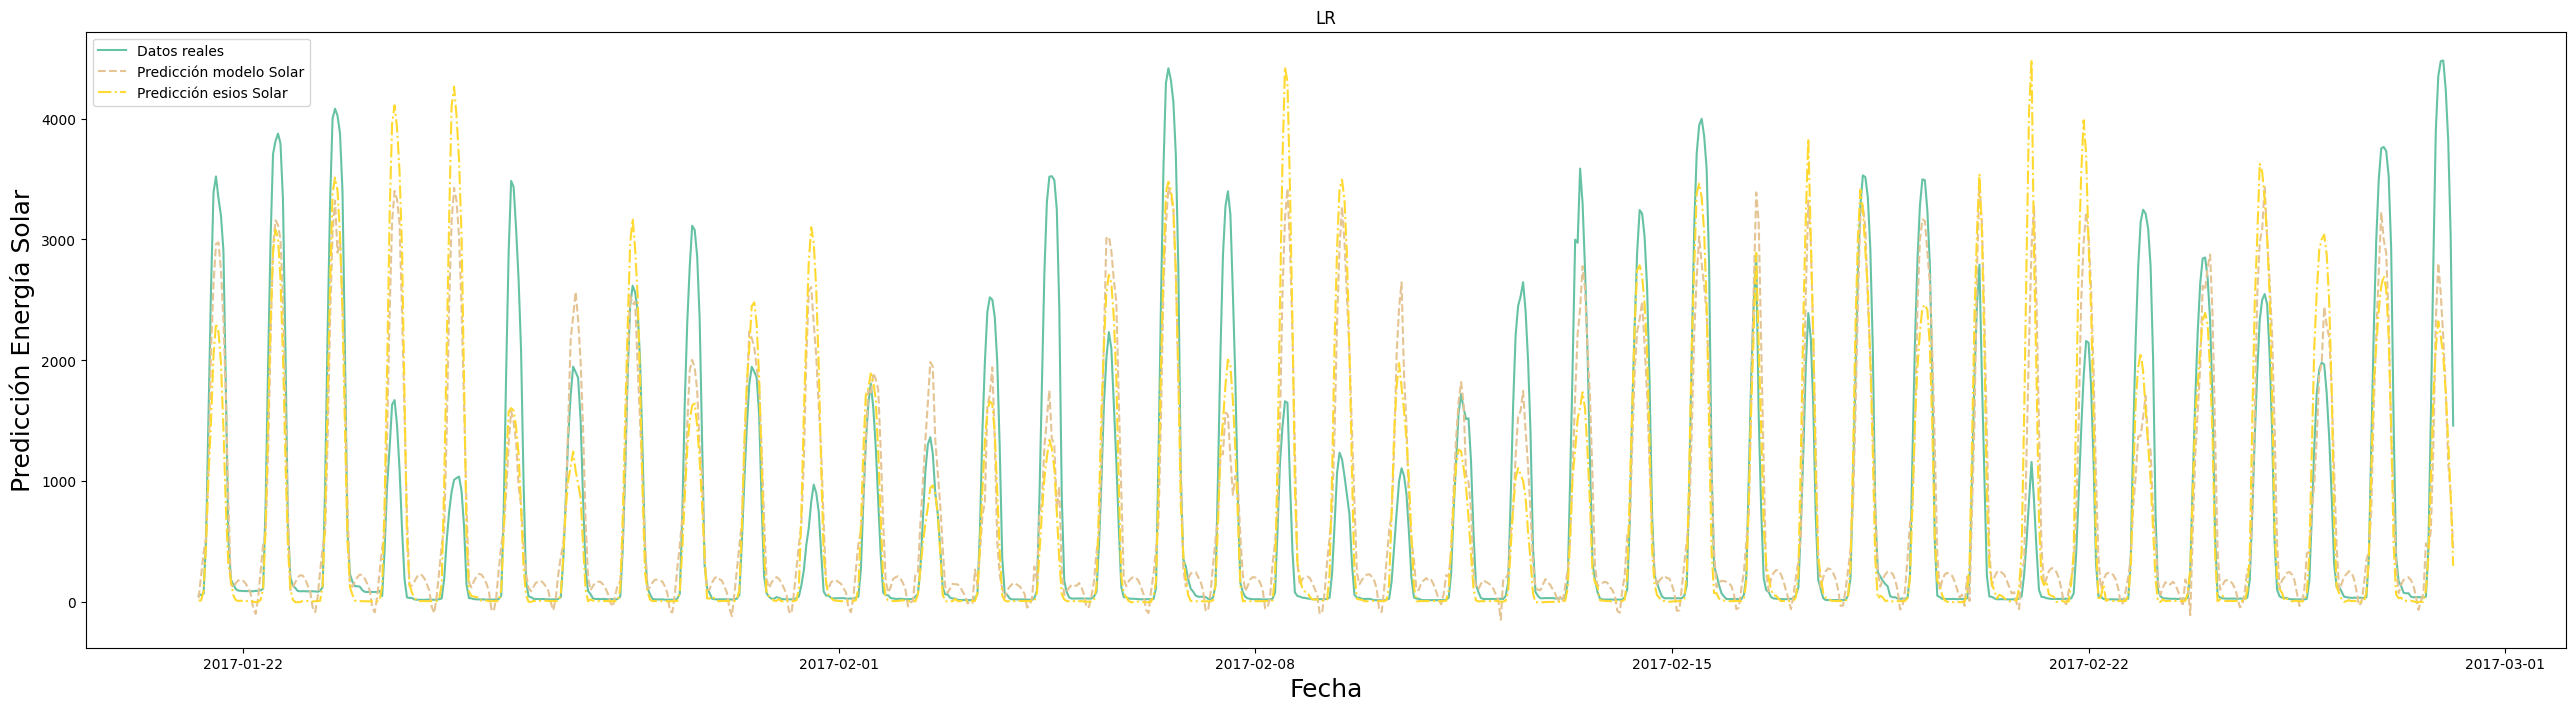 LR
Datos reales
Predicción modelo Solar
Predicción esios Solar
Predicción Energía Solar
4000
3000
2000
1000
0
2017-01-22
2017-02-01
2017-02-08
2017-02-15
2017-02-22
2017-03-01
Fecha